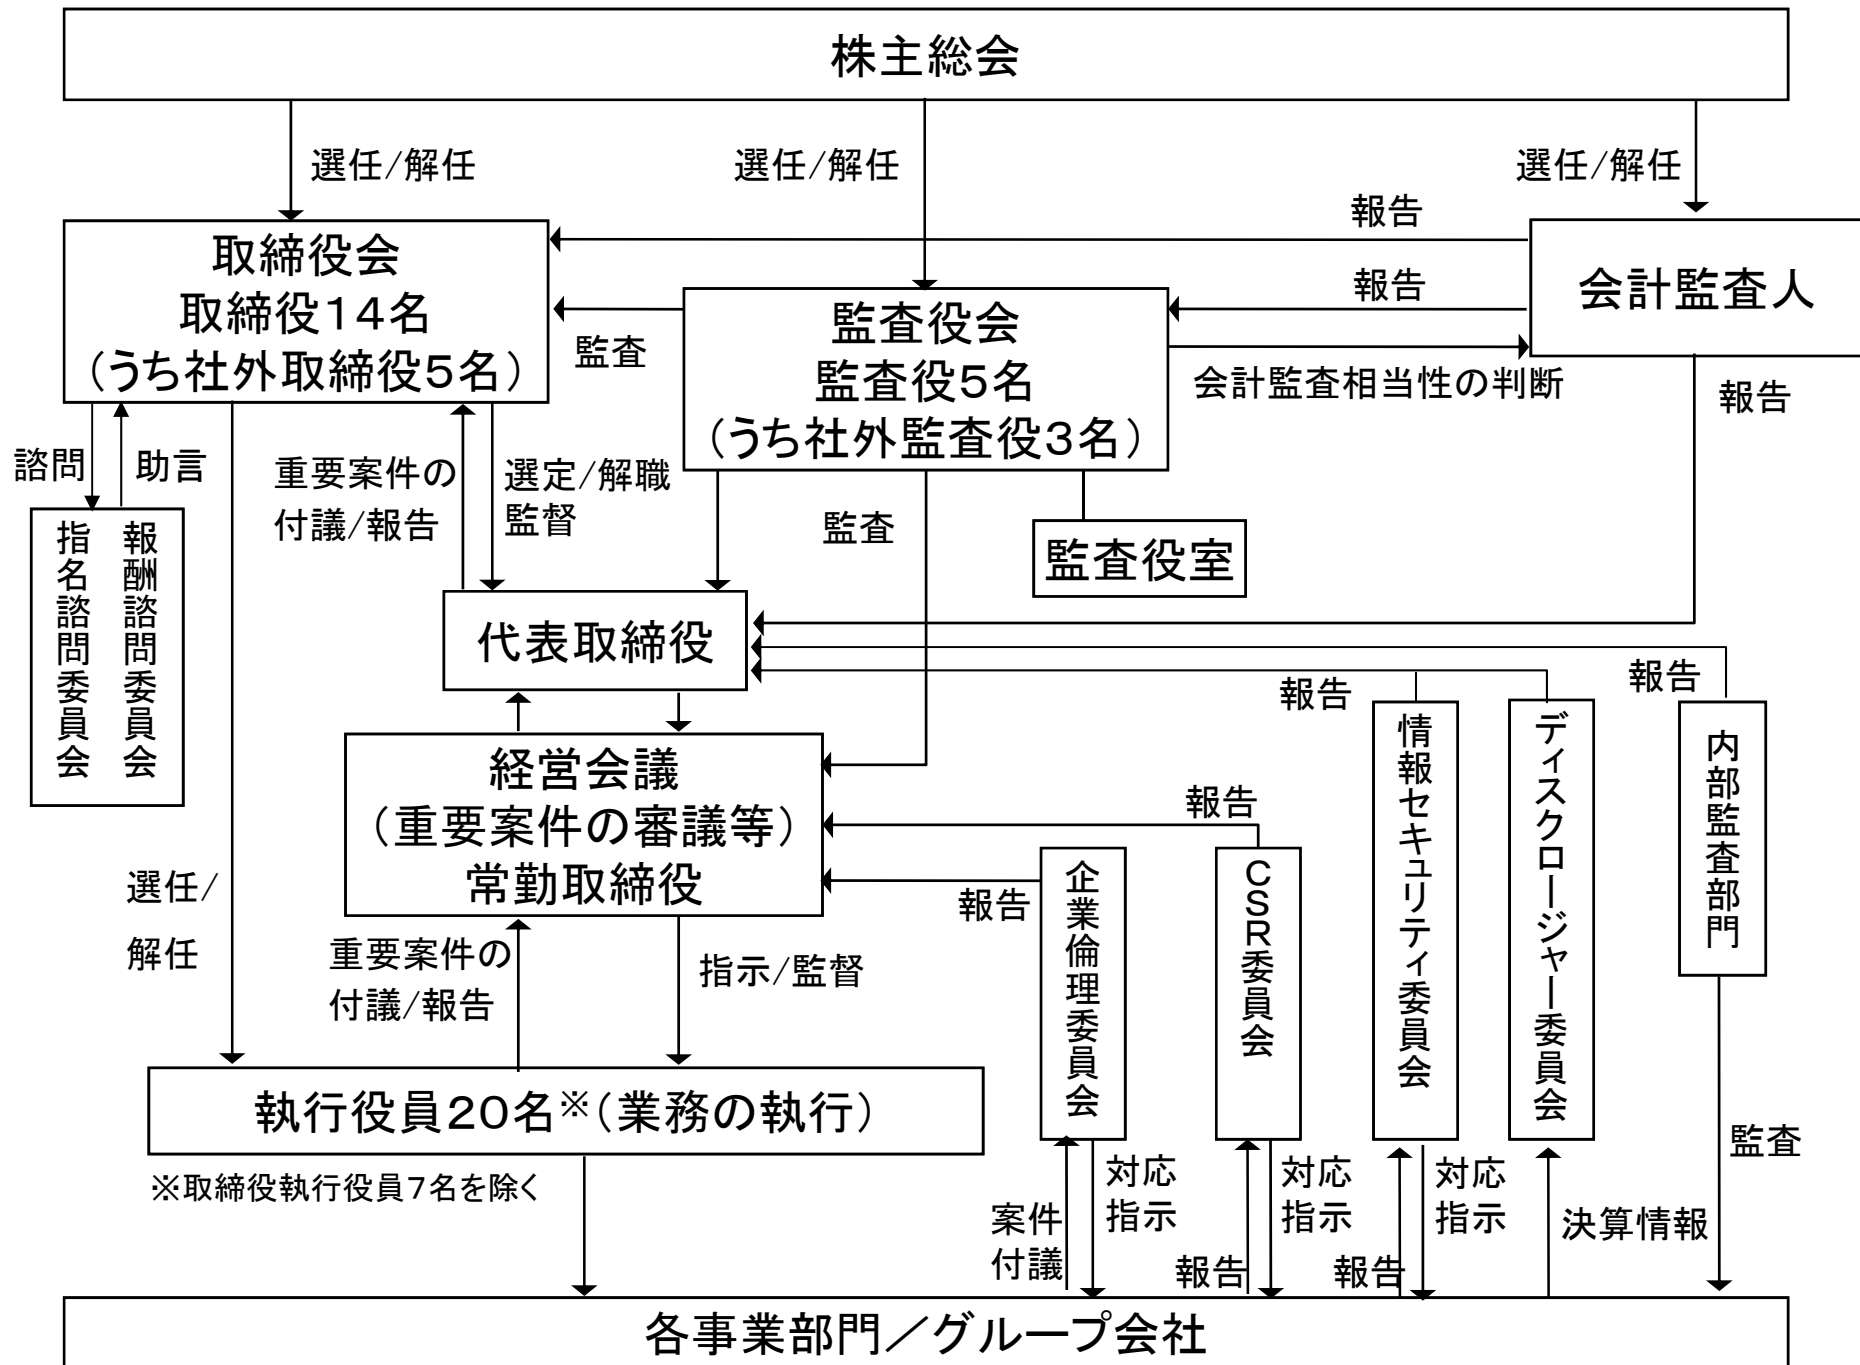 株主総会
選任/解任
選任/解任
選任/解任
報告
取締役会
取締役14名
（うち社外取締役5名）
監査
監査役会
監査役5名
（うち社外監査役3名）
報告
会計監査人
会計監査相当性の判断
報告
諮問
助言
重要案件の
付議/報告
選定/解職
監督
監査
監査役室
指名諮問委員会
報酬諮問委員会
代表取締役
報告
報告
経営会議
（重要案件の審議等）
常勤取締役
報告
報告
企業倫理委員会
CSR委員会
情報セキュリティ委員会
ディスクロージャー委員会
内部監査部門
選任/
解任
重要案件の
付議/報告
指示/監督
執行役員20名※（業務の執行）
※取締役執行役員7名を除く
案件
付議
対応
指示
報告
対応
指示
報告
対応
指示
決算情報
監査
各事業部門／グループ会社